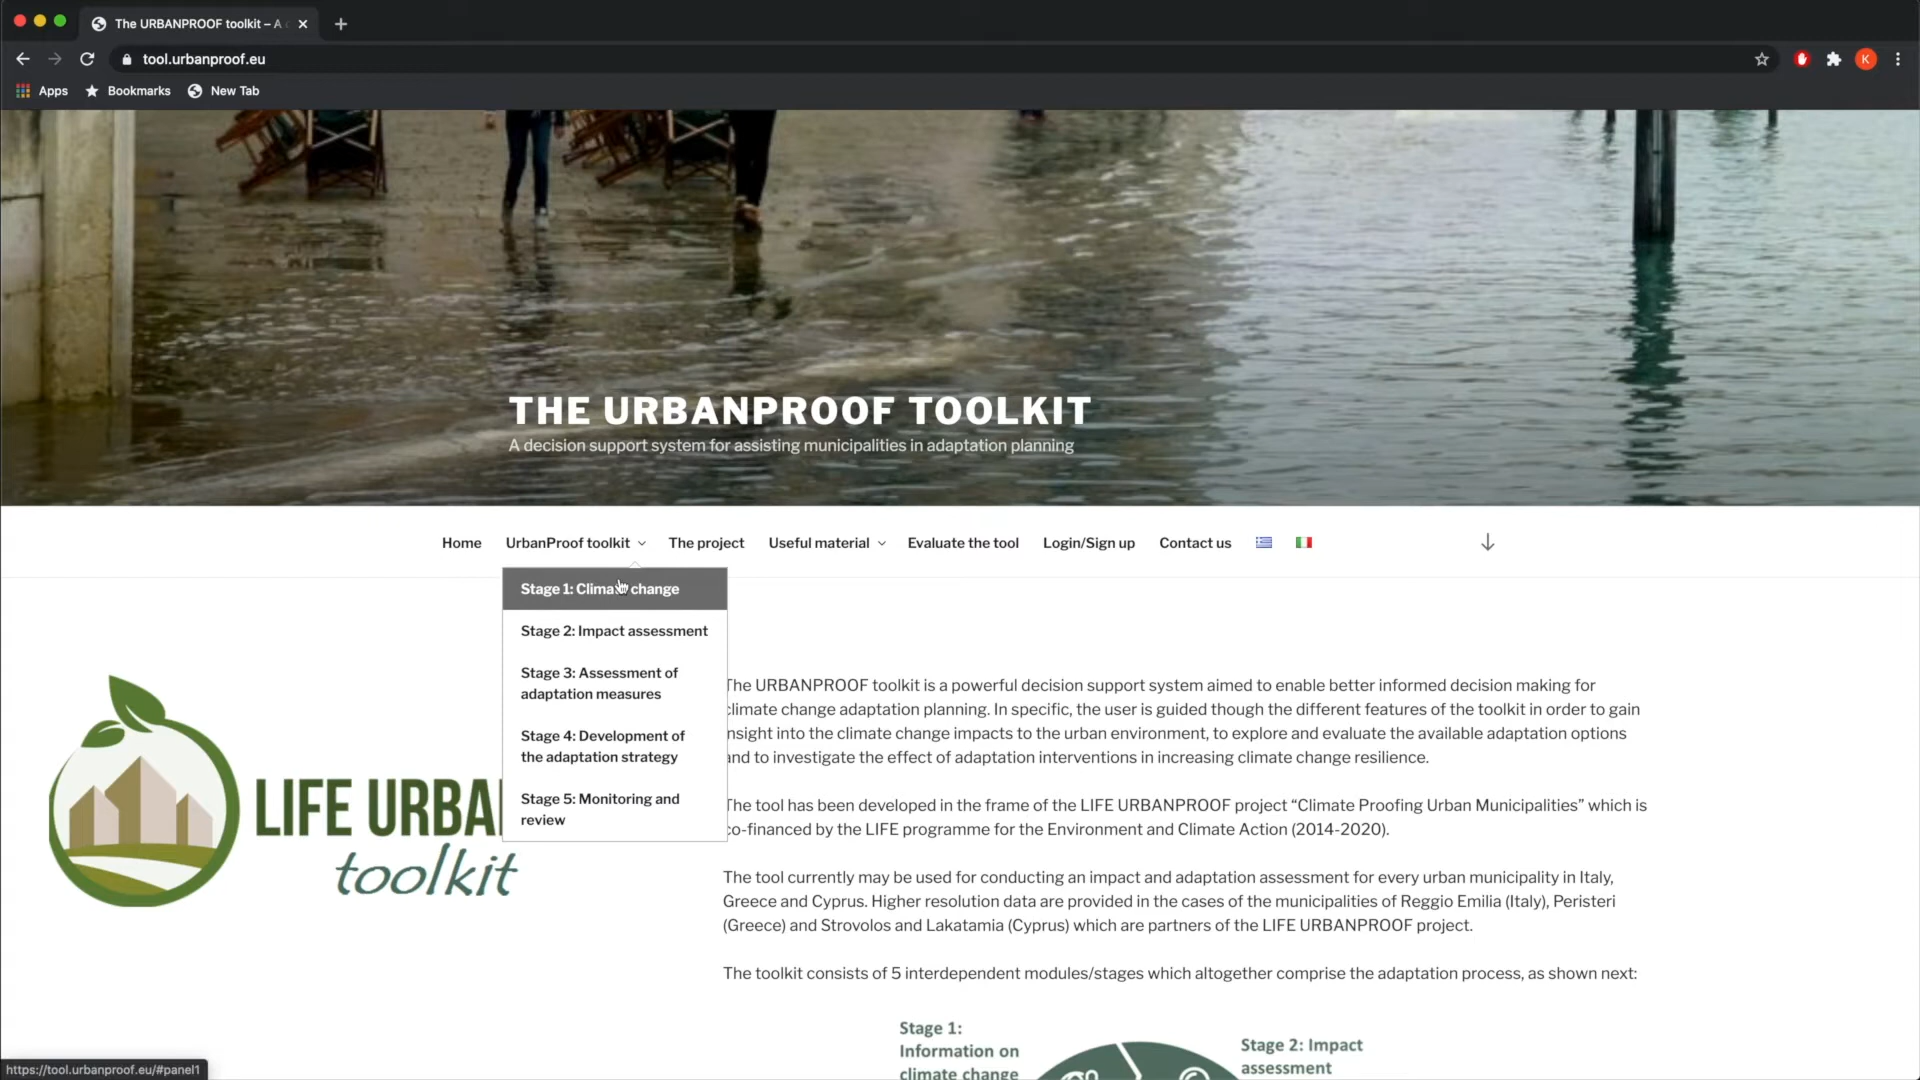 The URBANPROOF toolkit – A
tool.urbanproof.eu
K
Apps
Bookmarks
New Tab
THE URBANPROOF TOOLKIT
A decision support system for assisting municipalities in adaptation planning
Home
UrbanProof toolkit
The project
Useful material
Evaluate the tool
Login/Sign up
Contact us
Stage 1: Climate change
Stage 2: Impact assessment
Stage 3: Assessment of
adaptation measures
Stage 4: Development of
the adaptation strategy
Stage 5: Monitoring and
review
LIFE URBA
toolkit
The URBANPROOF toolkit is a powerful decision support system aimed to enable better informed decision making for
climate change adaptation planning. In specific, the user is guided though the different features of the toolkit in order to gain
insight into the climate change impacts to the urban environment, to explore and evaluate the available adaptation options
and to investigate the effect of adaptation interventions in increasing climate change resilience.
The tool has been developed in the frame of the LIFE URBANPROOF project “Climate Proofing Urban Municipalities” which is
co-financed by the LIFE programme for the Environment and Climate Action (2014-2020).
The tool currently may be used for conducting an impact and adaptation assessment for every urban municipality in Italy,
Greece and Cyprus. Higher resolution data are provided in the cases of the municipalities of Reggio Emilia (Italy), Peristeri
(Greece) and Strovolos and Lakatamia (Cyprus) which are partners of the LIFE URBANPROOF project.
The toolkit consists of 5 interdependent modules/stages which altogether comprise the adaptation process, as shown next:
Stage 1:
Information on
climate change
Stage 2: Impact
assessment
https://tool.urbanproof.eu/#panel1